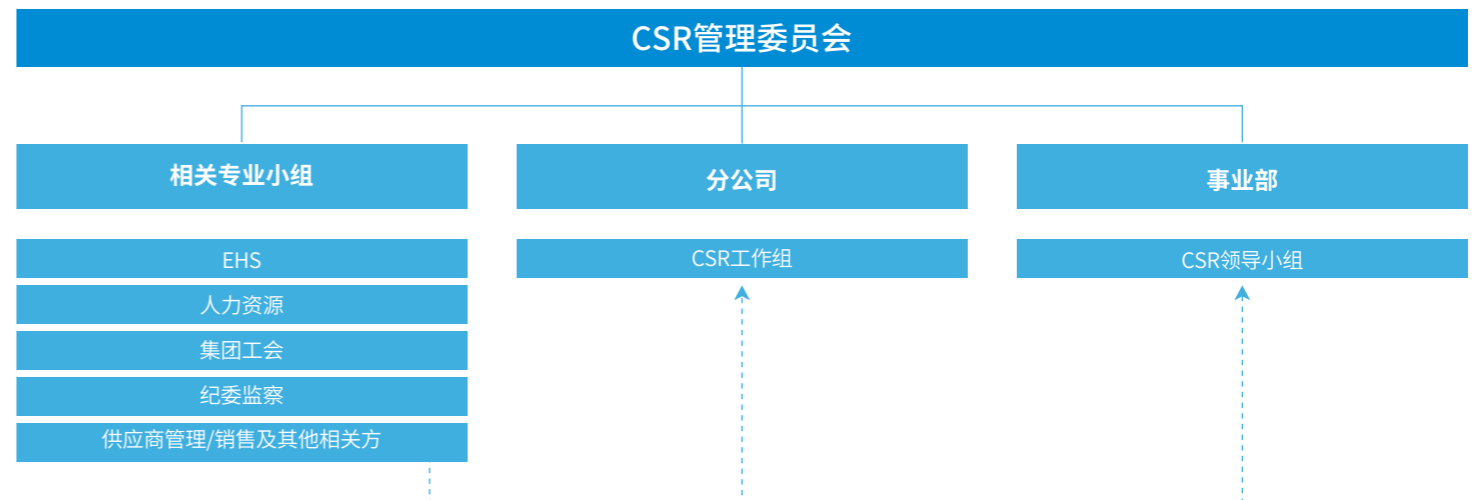 CSR管理委员会
相关专业小组
分公司
事业部
EHS
人力资源
集团工会
纪委监察
供应商管理/销售及其他相关方
CSR工作组
CSR领导小组